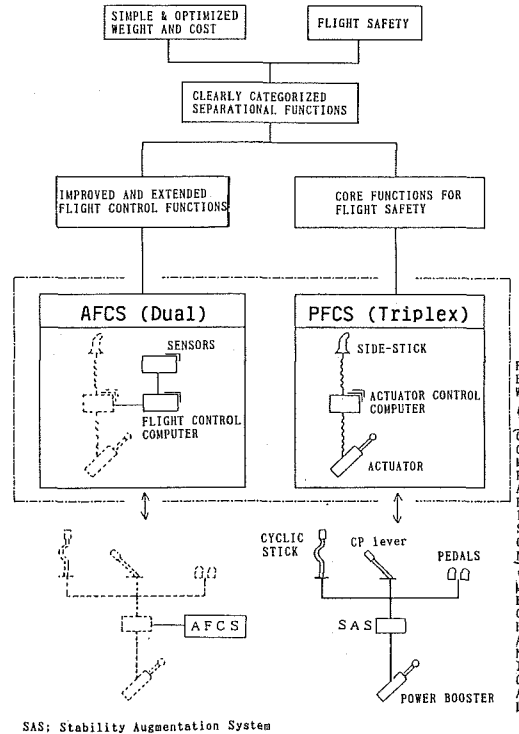 SIMPLE & OPTIMIZED
WEIGHT AND COST
FLIGHT SAFETY
CLEARLY CATEGORIZED
SEPARATIONAL FUNCTIONS
IMPROVED AND EXTENDED
FLIGHT CONTROL FUNCTIONS
CORE FUNCTIONS FOR
FLIGHT SAFETY
AFCS (Dual)
SENSORS
FLIGHT CONTROL
COMPUTER
PFCS (Triplex)
SIDE-STICK
ACTUATOR CONTROL
COMPUTER
ACTUATOR
AFCS
CYCLIC
STICK
CP lever
PEDALS
SAS
POWER BOOSTER
SAS; Stability Augmentation System